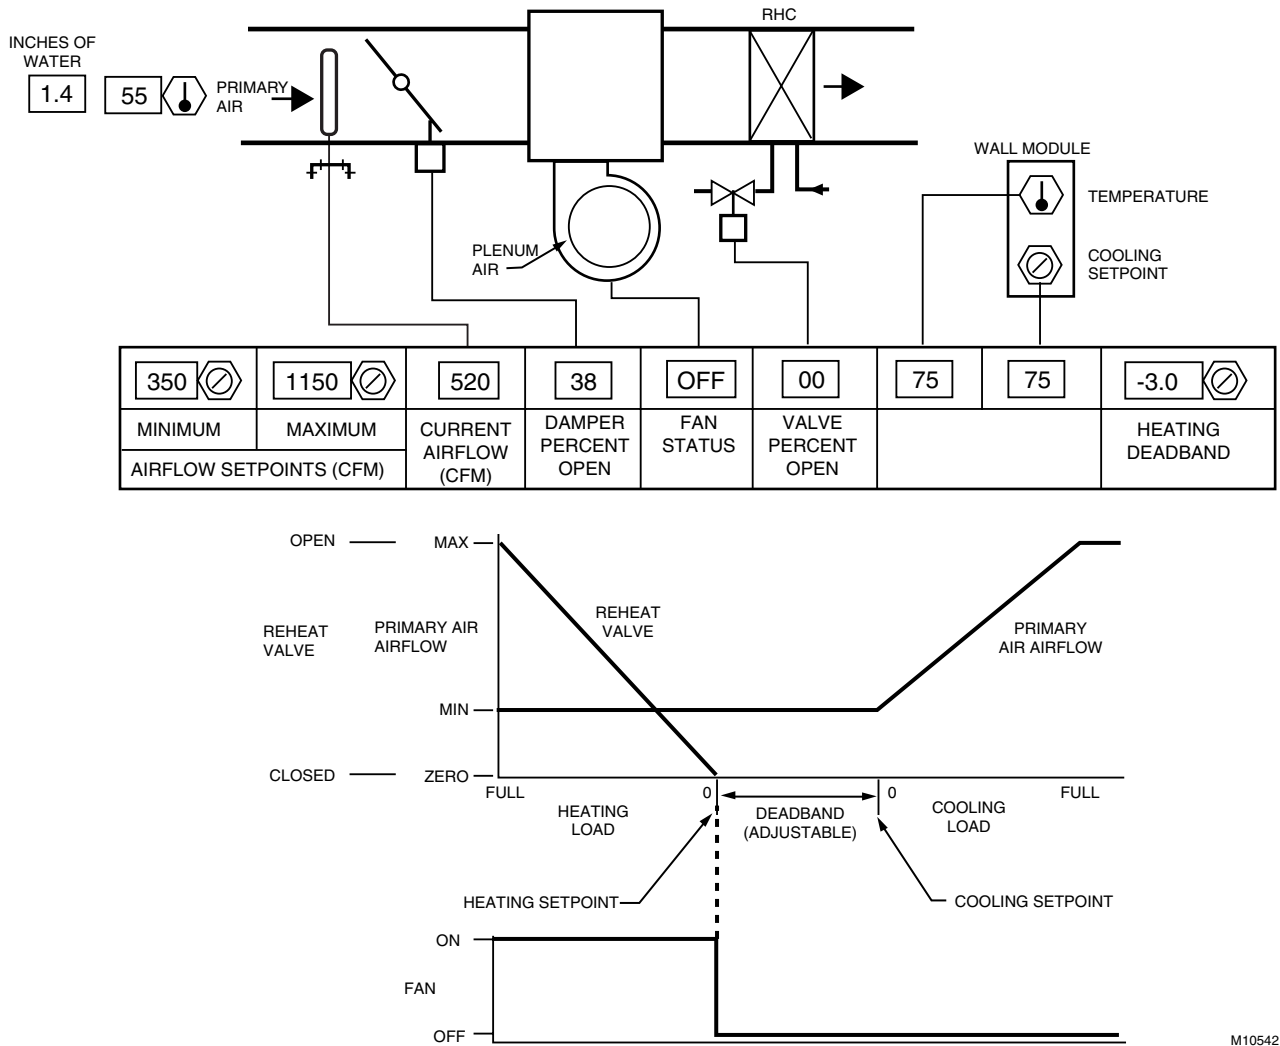 RHC
INCHES OF
WATER
1.4
55
PRIMARY
AIR
WALL MODULE
TEMPERATURE
COOLING
SETPOINT
PLENUM
AIR
350
1150
520
38
OFF
00
75
75
-3.0
MINIMUM
MAXIMUM
AIRFLOW SETPOINTS (CFM)
CURRENT
AIRFLOW
(CFM)
DAMPER
PERCENT
OPEN
FAN
STATUS
VALVE
PERCENT
OPEN
HEATING
DEADBAND
OPEN
MAX
REHEAT
VALVE
PRIMARY AIR
AIRFLOW
REHEAT
VALVE
PRIMARY
AIR AIRFLOW
MIN
CLOSED
ZERO
FULL
HEATING
LOAD
0
DEADBAND
(ADJUSTABLE)
0
COOLING
LOAD
FULL
HEATING SETPOINT
COOLING SETPOINT
ON
FAN
OFF
M10542